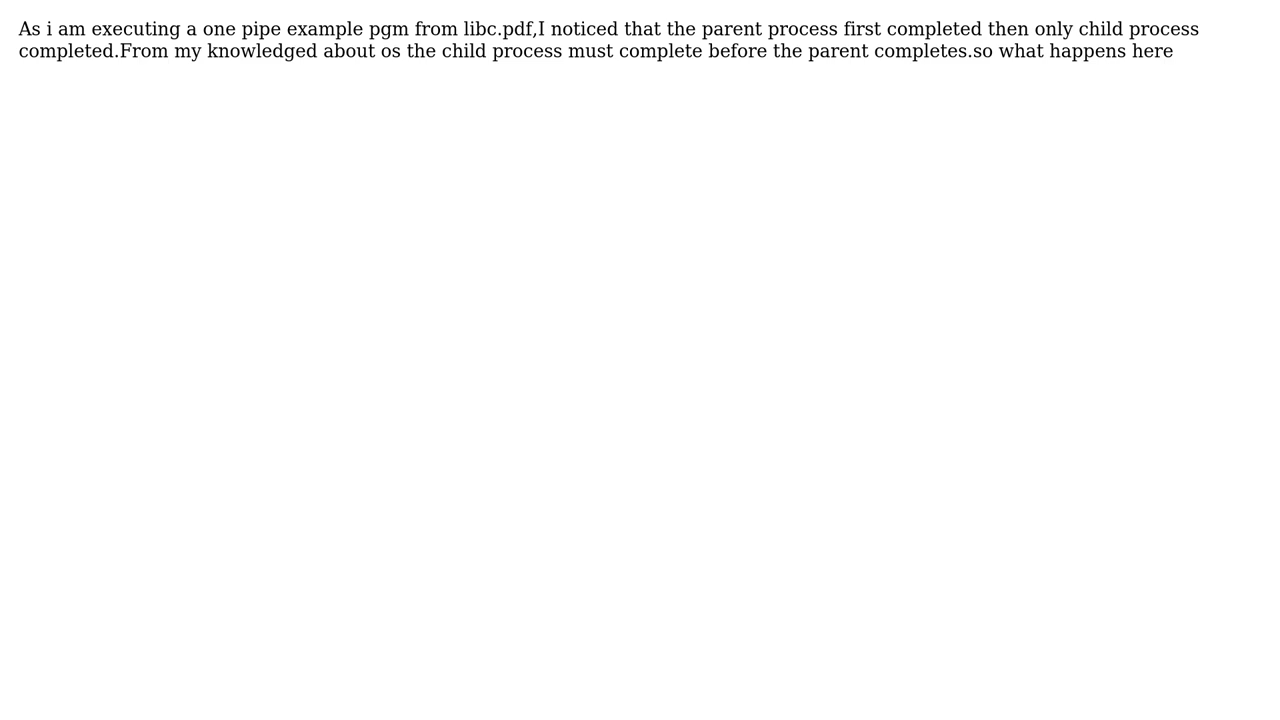 As i am executing a one pipe example pgm from libc.pdf,I noticed that the parent process first completed then only child process
completed.From my knowledged about os the child process must complete before the parent completes.so what happens here